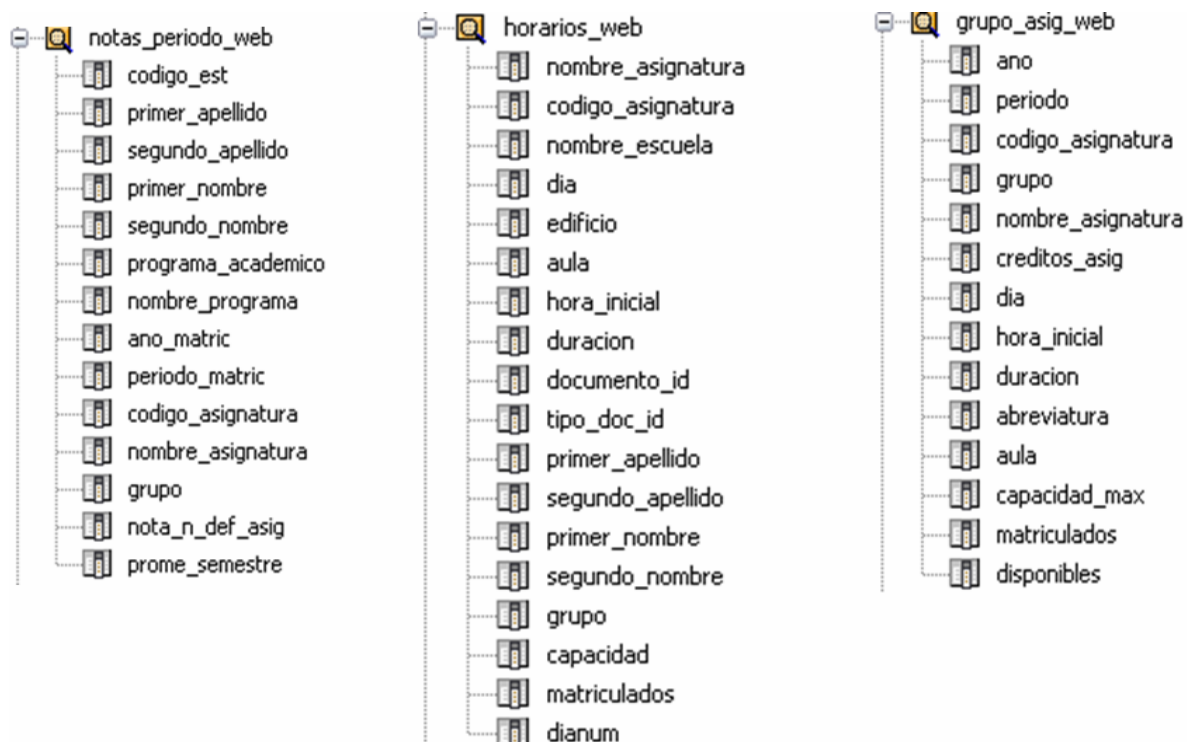 notas_periodo_web
codigo_est
primer_apellido
segundo_apellido
primer_nombre
segundo_nombre
programa_academico
nombre_programa
ano_matric
periodo_matric
codigo_asignatura
nombre_asignatura
grupo
nota_n_def_asig
prome_semestre
horarios_web
nombre_asignatura
codigo_asignatura
nombre_escuela
dia
edificio
aula
hora_inicial
duracion
documento_id
tipo_doc_id
primer_apellido
segundo_apellido
primer_nombre
segundo_nombre
grupo
capacidad
matriculados
dianum
grupo_asig_web
ano
periodo
codigo_asignatura
grupo
nombre_asignatura
creditos_asig
dia
hora_inicial
duracion
abreviatura
aula
capacidad_max
matriculados
disponibles